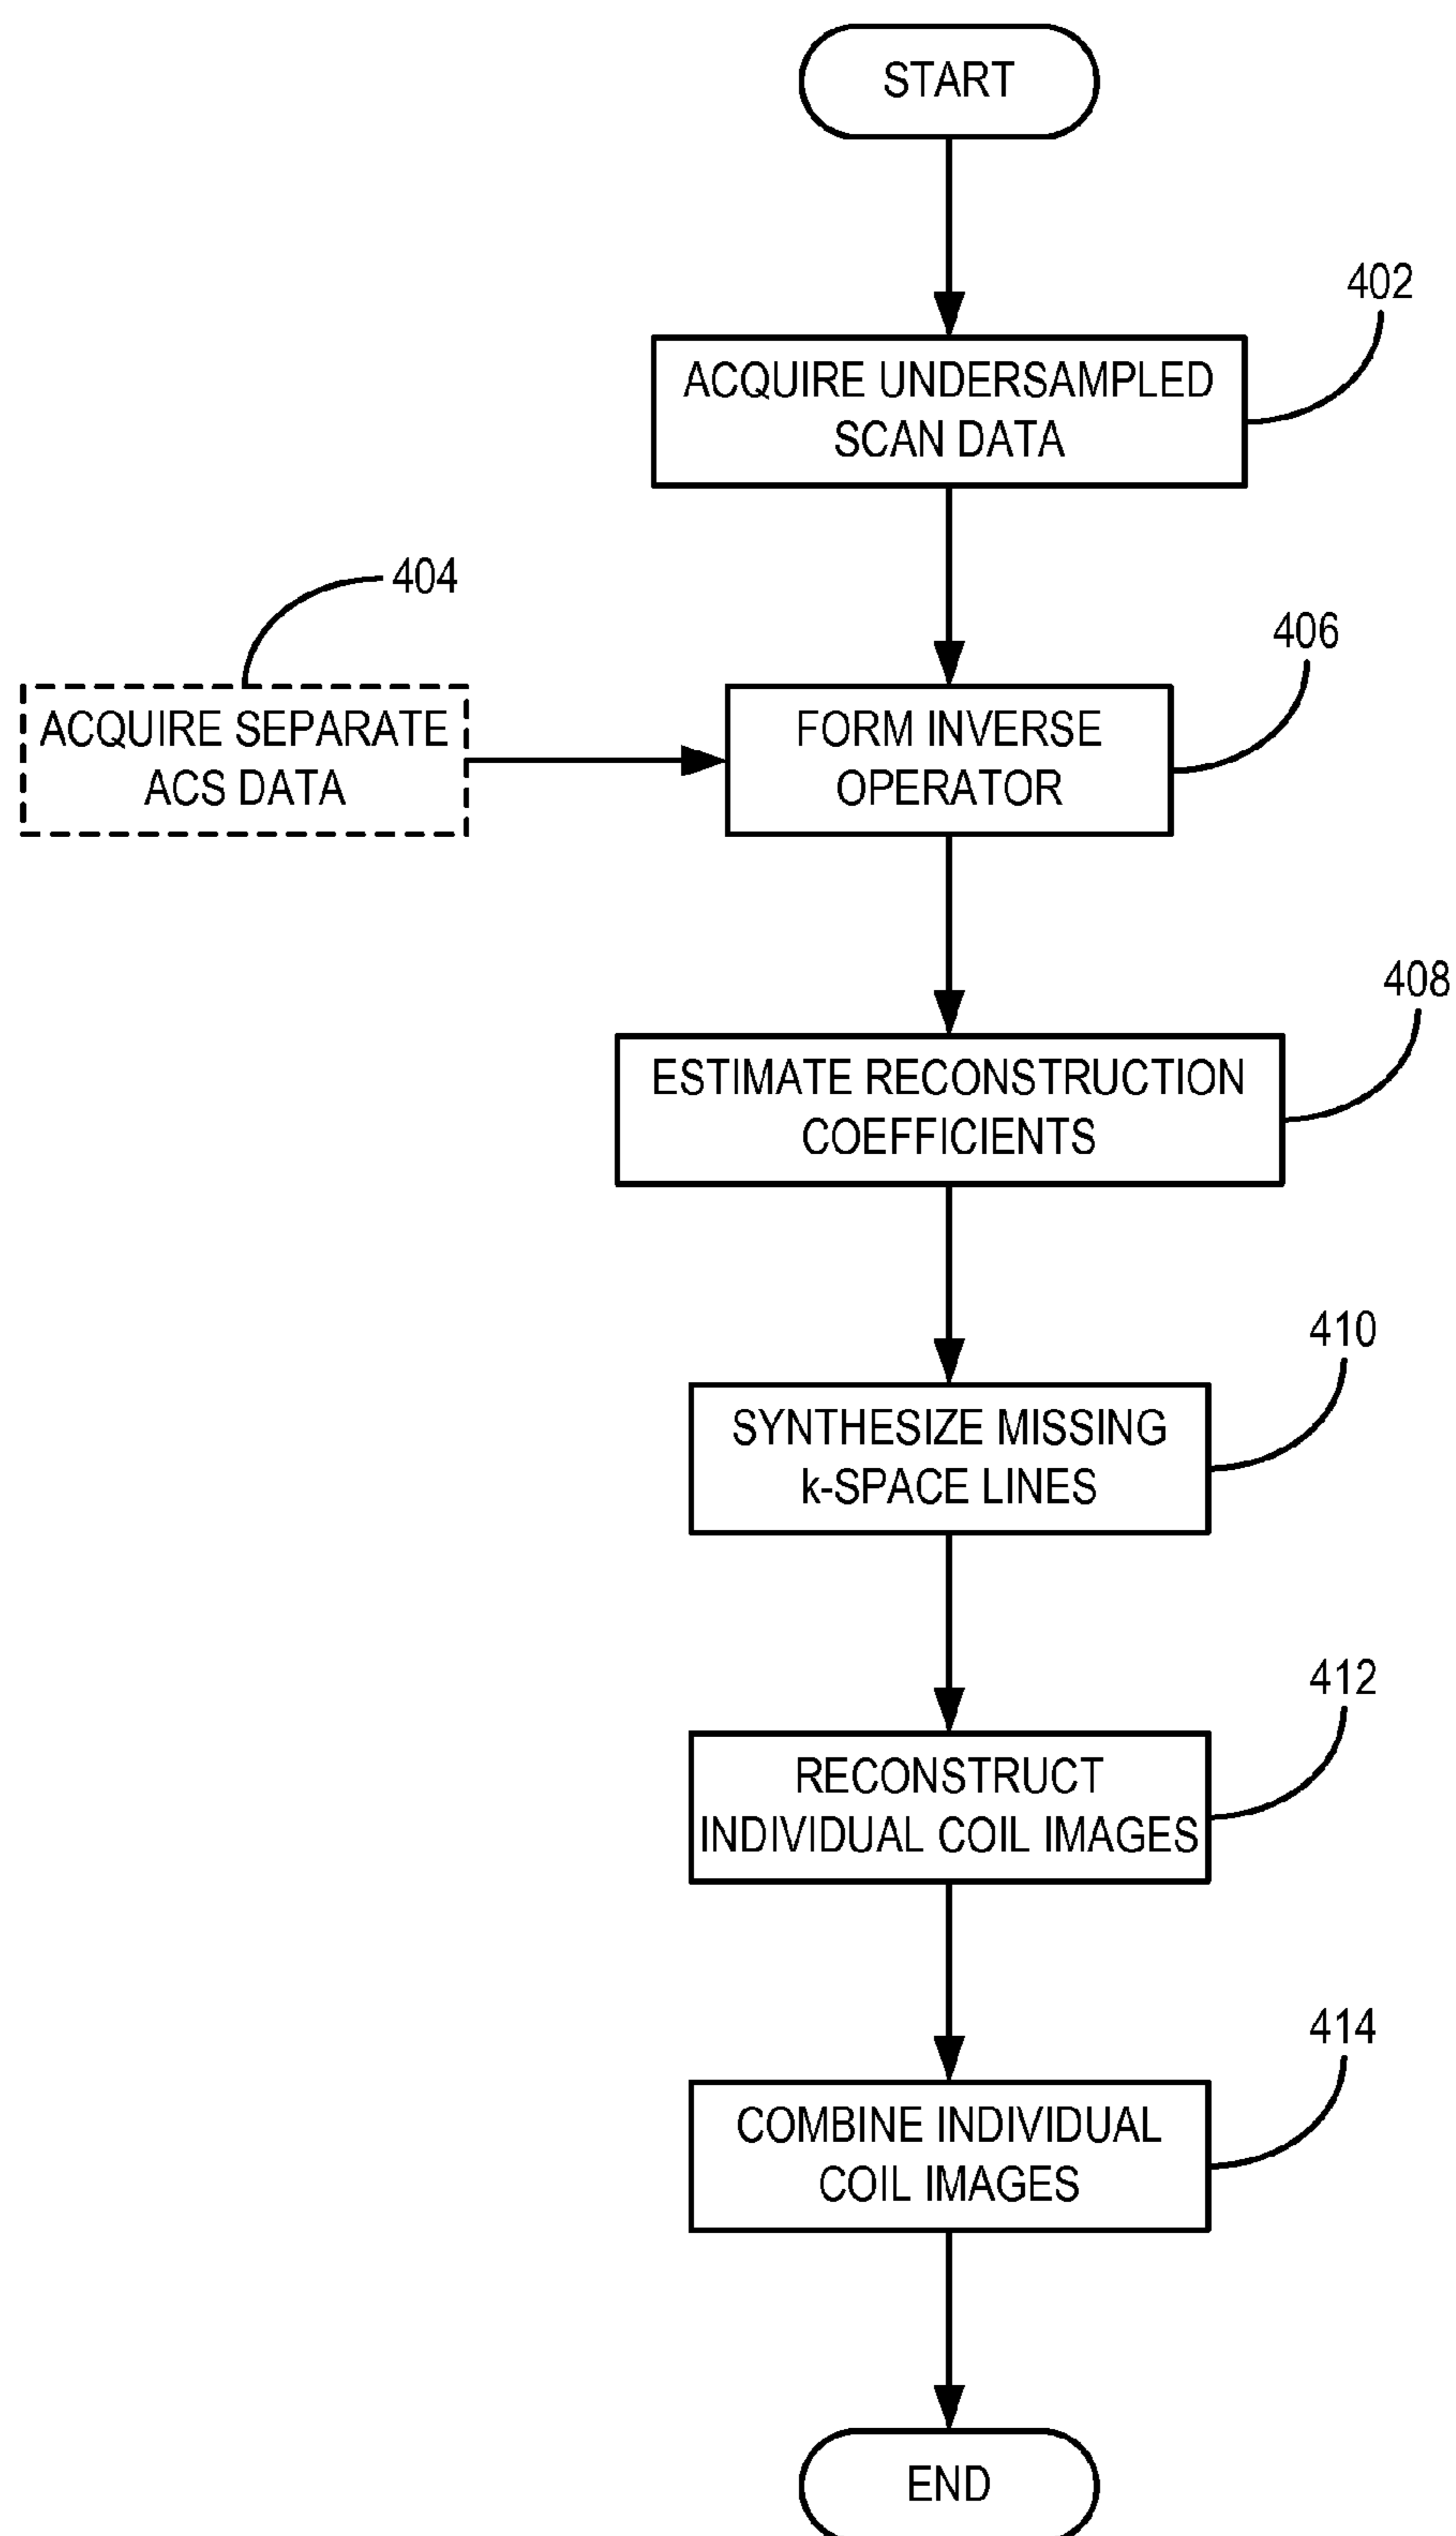 START
402
ACQUIRE UNDERSAMPLED
SCAN DATA
404
ACQUIRE SEPARATE
ACS DATA
406
FORM INVERSE
OPERATOR
408
ESTIMATE RECONSTRUCTION
COEFFICIENTS
410
SYNTHESIZE MISSING
k-SPACE LINES
412
RECONSTRUCT
INDIVIDUAL COIL IMAGES
414
COMBINE INDIVIDUAL
COIL IMAGES
END